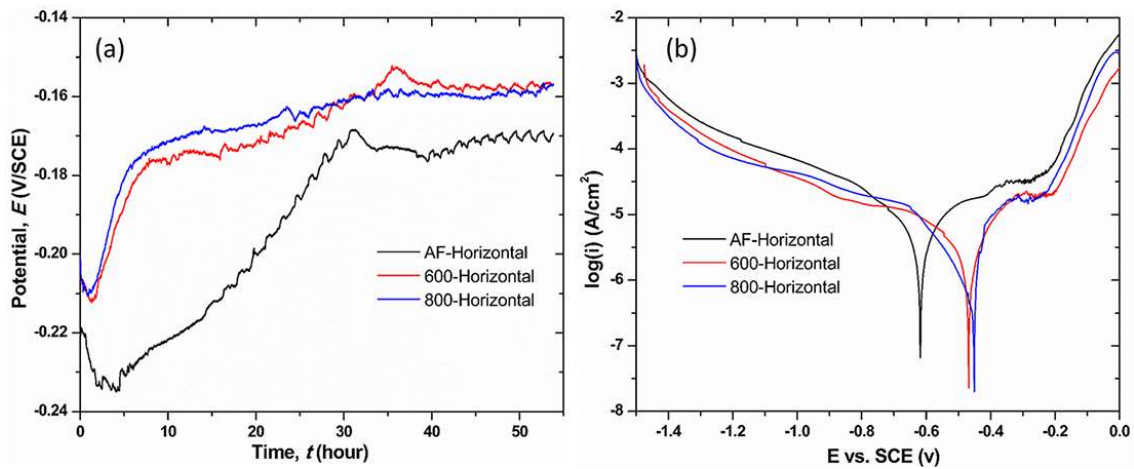 (a)
-0.14
-0.16
-0.18
-0.20
-0.22
-0.24
Potential, E (V/SCE)
AF-Horizontal
600-Horizontal
800-Horizontal
0 10 20 30 40 50
Time, t (hour)
(b)
-2
-3
-4
-5
-6
-7
-8
log(i) (A/cm²)
AF-Horizontal
600-Horizontal
800-Horizontal
-1.4 -1.2 -1.0 -0.8 -0.6 -0.4 -0.2 0.0
E vs. SCE (v)